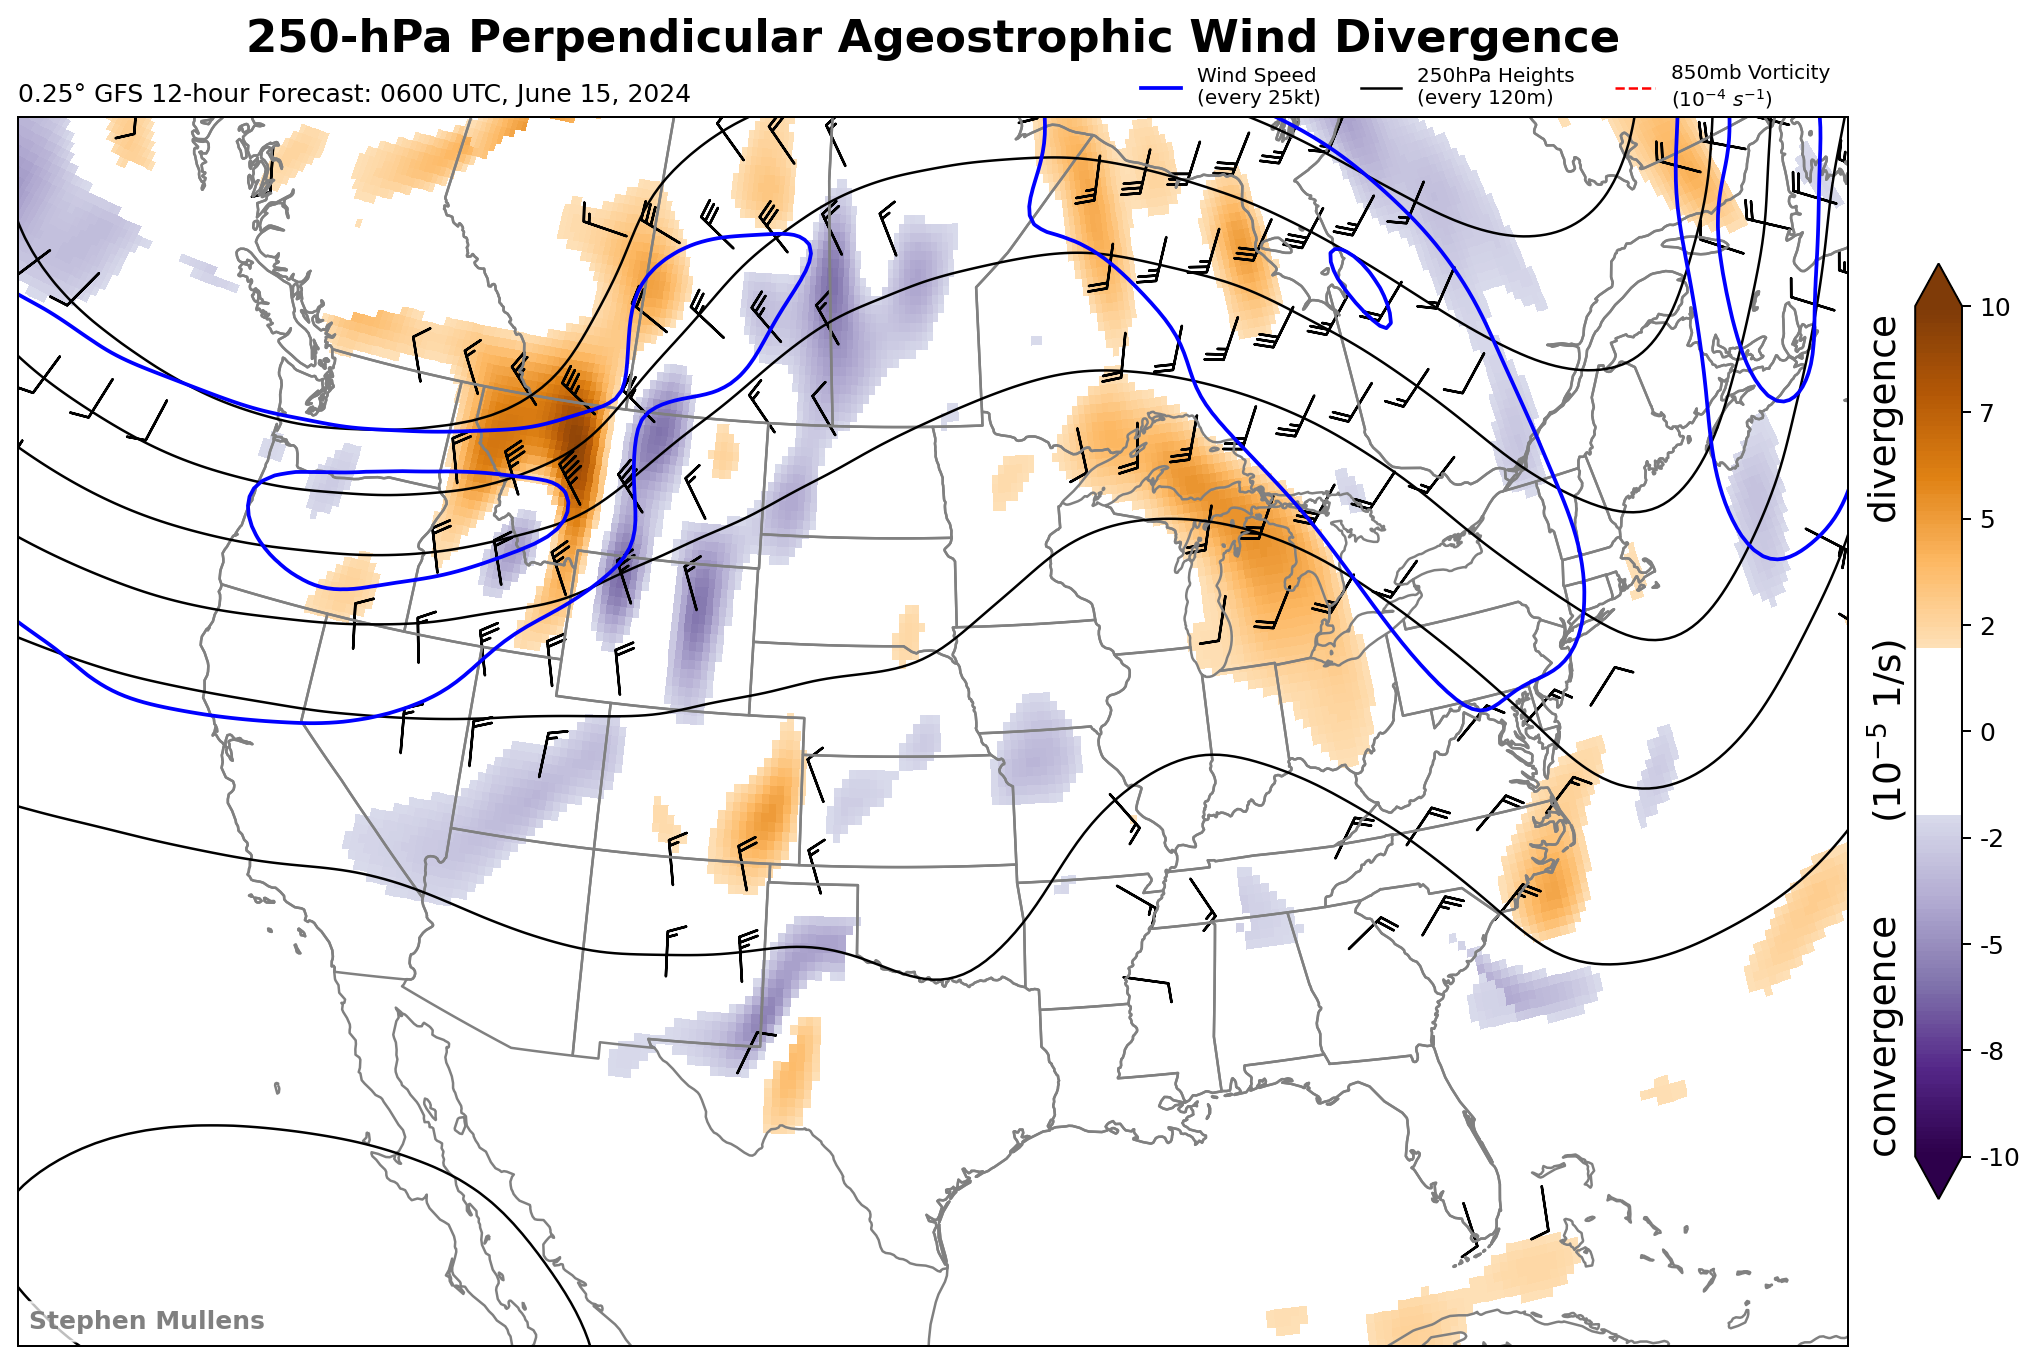 250-hPa Perpendicular Ageostrophic Wind Divergence
0.25° GFS 12-hour Forecast: 0600 UTC, June 15, 2024
Wind Speed
(every 25kt)
250hPa Heights
(every 120m)
850mb Vorticity
(10⁻⁴ s⁻¹)
10
7
5
2
0
-2
-5
-8
-10
convergence (10⁻⁵ 1/s) divergence
Stephen Mullens